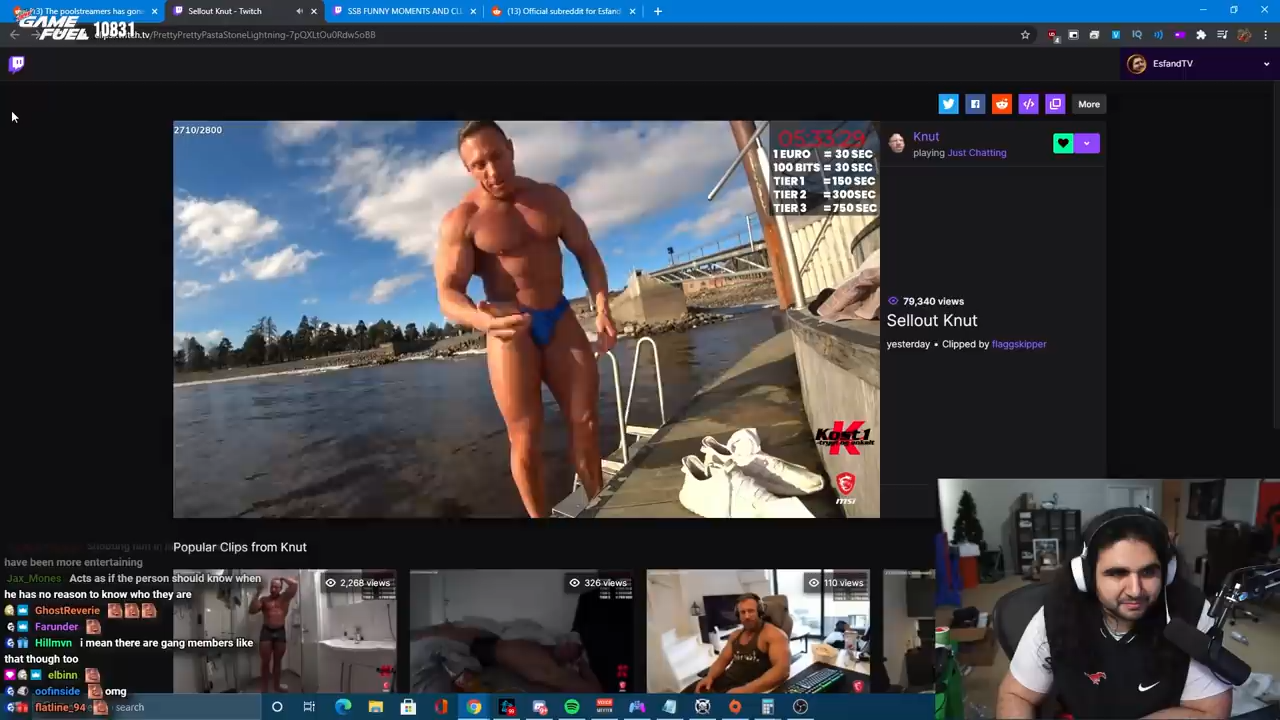 GAME
FUEL 10831
13) The poolstreamers has gon
Sellout Knut - Twitch
SSB FUNNY MOMENTS AND CL
(13) Official subreddit for Esfand
clips.twitch.tv/PrettyPrettyPastaStoneLightning-7pQXLtOu0RdwSoBB
EsfandTV
More
2710/2800
05:33:29
1 EURO = 30 SEC
100 BITS = 30 SEC
TIER 1 =150 SEC
TIER 2 =300SEC
TIER 3 =750 SEC
Knut
playing Just Chatting
79,340 views
Sellout Knut
yesterday • Clipped by flaggskipper
Kost1
msi
Popular Clips from Knut
2,268 views
326 views
110 views
have been more entertaining
Jax_Mones Acts as if the person should know when
he has no reason to know who they are
GhostReverie
Farunder
Hillmvn i mean there are gang members like
that though too
elbinn
oofinside omg
flatline_94
search